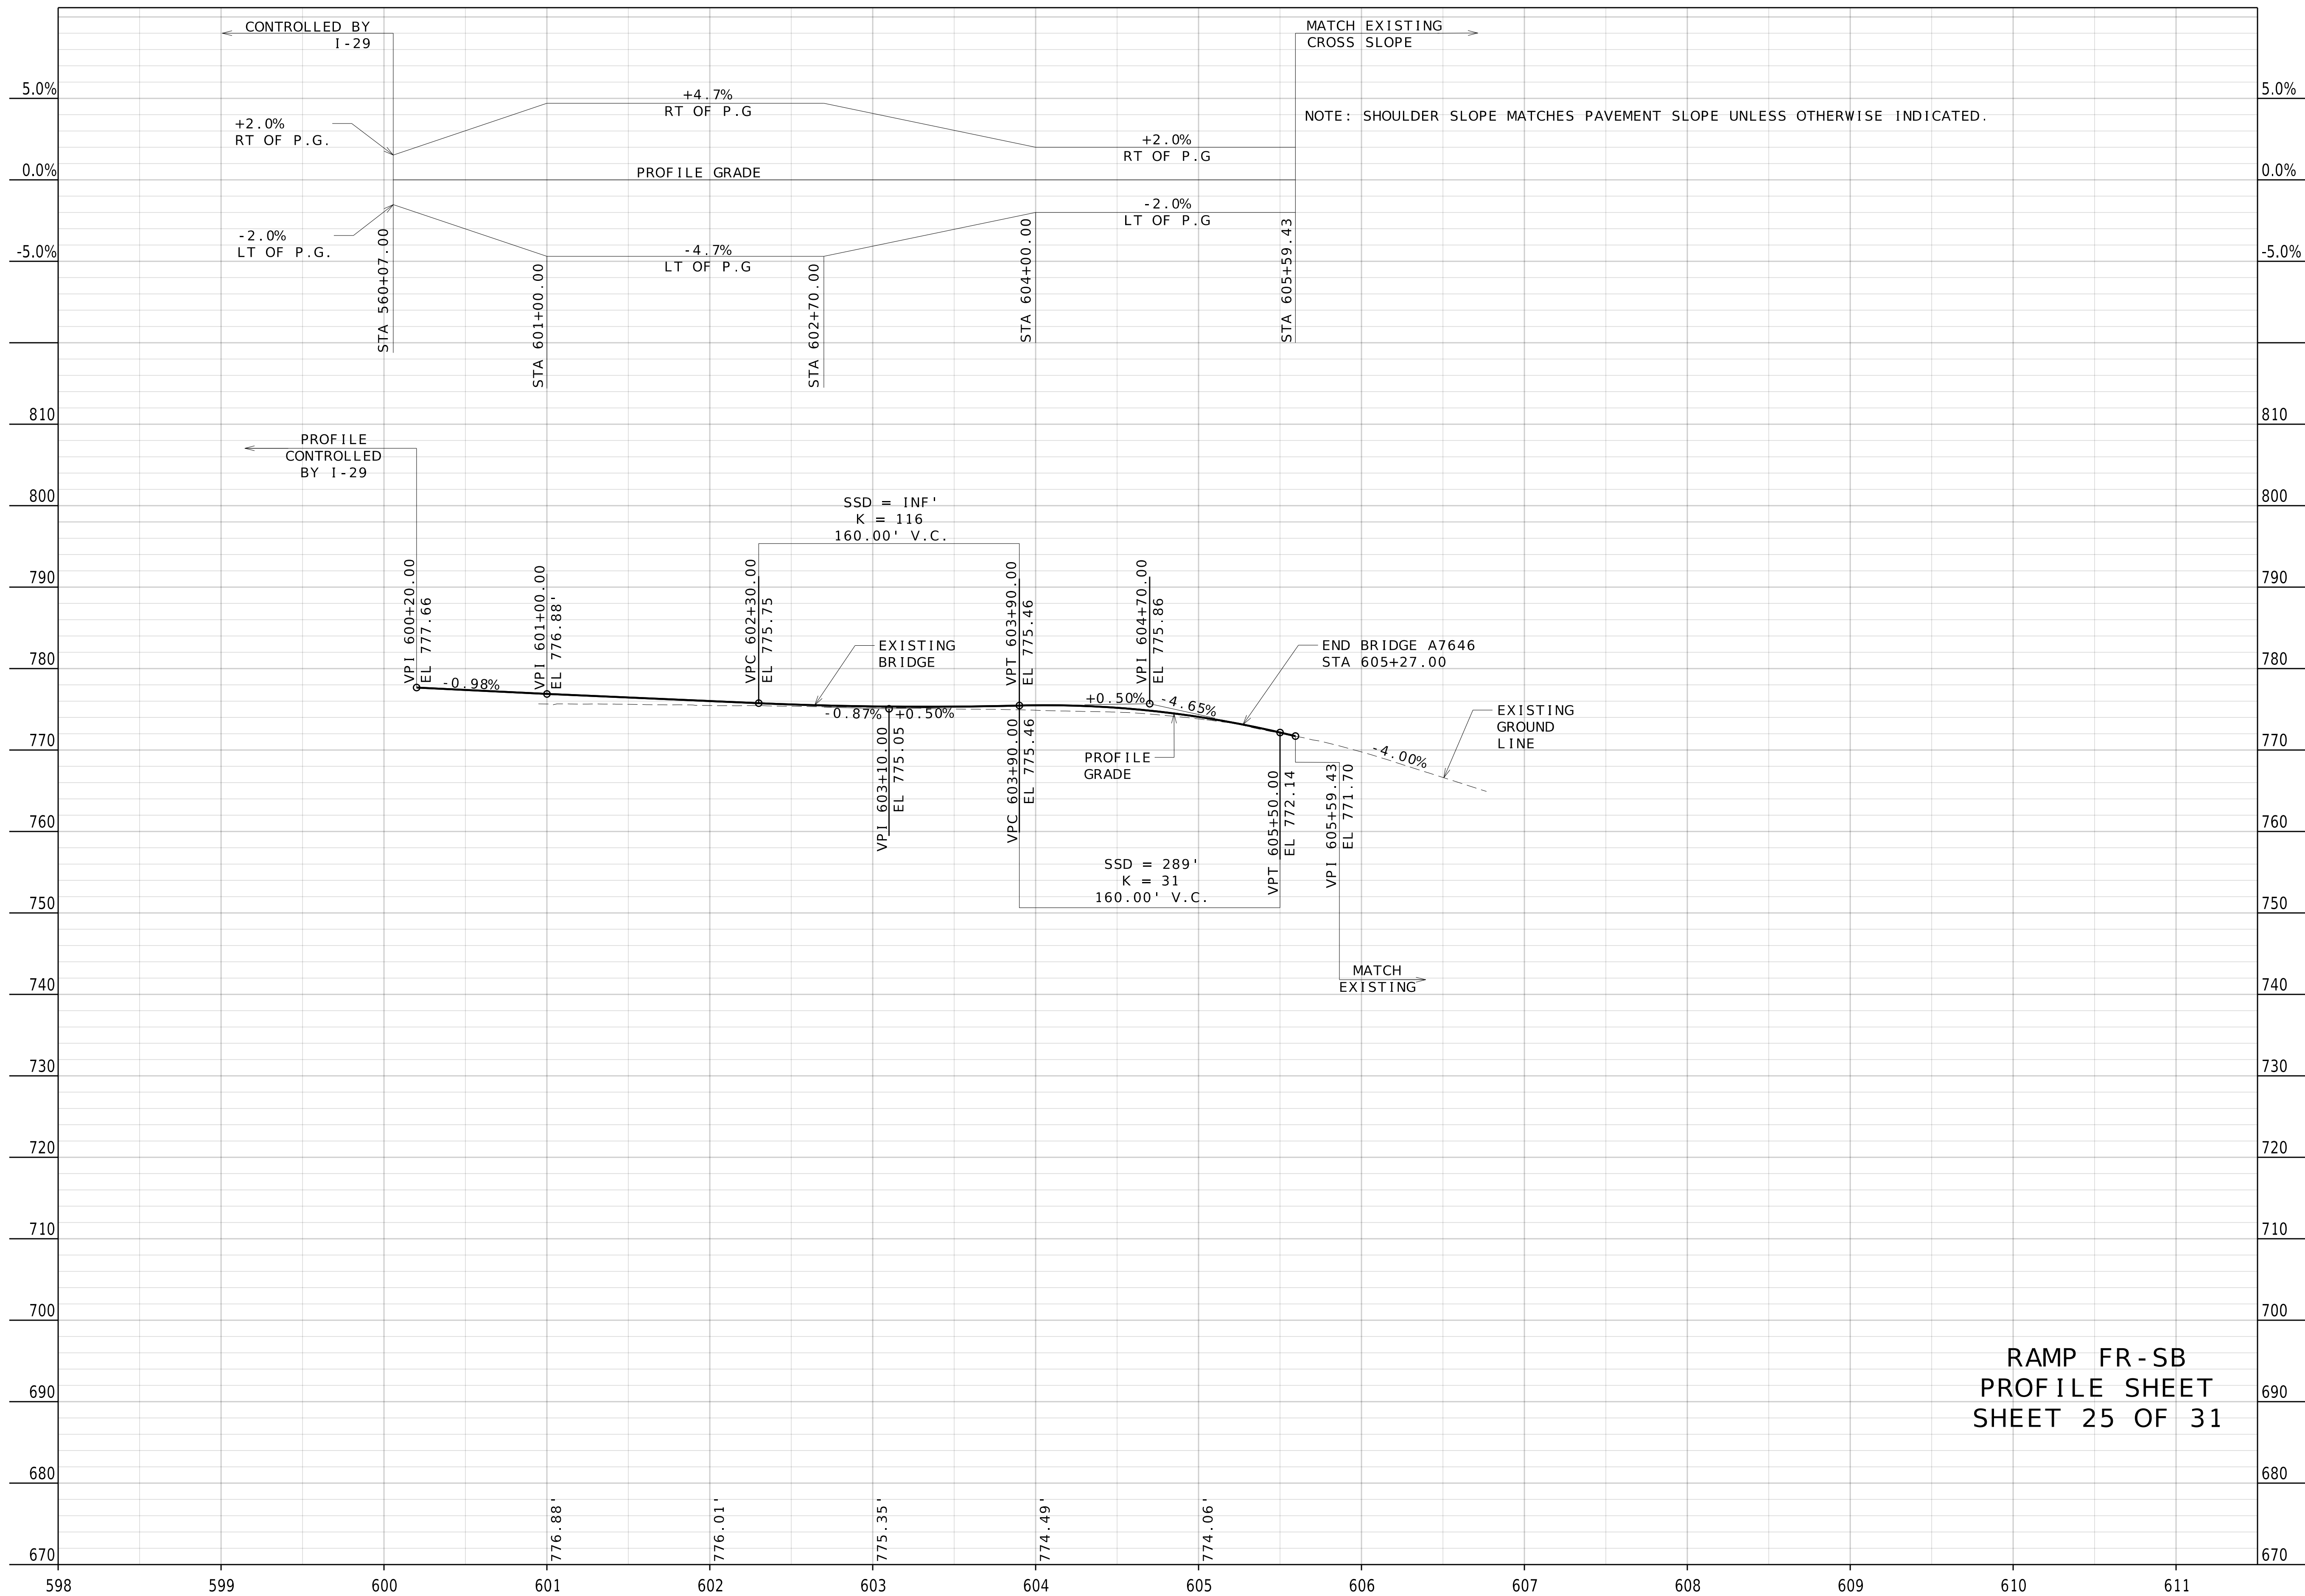 CONTROLLED BY
I-29
MATCH EXISTING
CROSS SLOPE
5.0%
5.0%
+4.7%
RT OF P.G
NOTE: SHOULDER SLOPE MATCHES PAVEMENT SLOPE UNLESS OTHERWISE INDICATED.
+2.0%
RT OF P.G.
+2.0%
RT OF P.G
0.0%
PROFILE GRADE
0.0%
-2.0%
LT OF P.G
-2.0%
LT OF P.G.
-5.0%
-4.7%
LT OF P.G
-5.0%
STA 560+07.00
STA 601+00.00
STA 602+70.00
STA 604+00.00
STA 605+59.43
810
810
PROFILE
CONTROLLED
BY I-29
800
800
SSD = INF'
K = 116
160.00' V.C.
790
790
VPI 600+20.00
EL 777.66
VPI 601+00.00
EL 776.88'
VPC 602+30.00
EL 775.75
VPT 603+90.00
EL 775.46
VPI 604+70.00
EL 775.86
EXISTING
BRIDGE
END BRIDGE A7646
STA 605+27.00
780
780
-0.98%
-0.87%
+0.50%
+0.50%
-4.65%
EXISTING
GROUND
LINE
770
770
-4.00%
PROFILE
GRADE
VPI 603+10.00
EL 775.05
VPC 603+90.00
EL 775.46
VPT 605+50.00
EL 772.14
VPI 605+59.43
EL 771.70
760
760
SSD = 289'
K = 31
160.00' V.C.
750
750
MATCH
EXISTING
740
740
730
730
720
720
710
710
700
700
RAMP FR-SB
PROFILE SHEET
SHEET 25 OF 31
690
690
680
680
776.88'
776.01'
775.35'
774.49'
774.06'
670
670
598
599
600
601
602
603
604
605
606
607
608
609
610
611